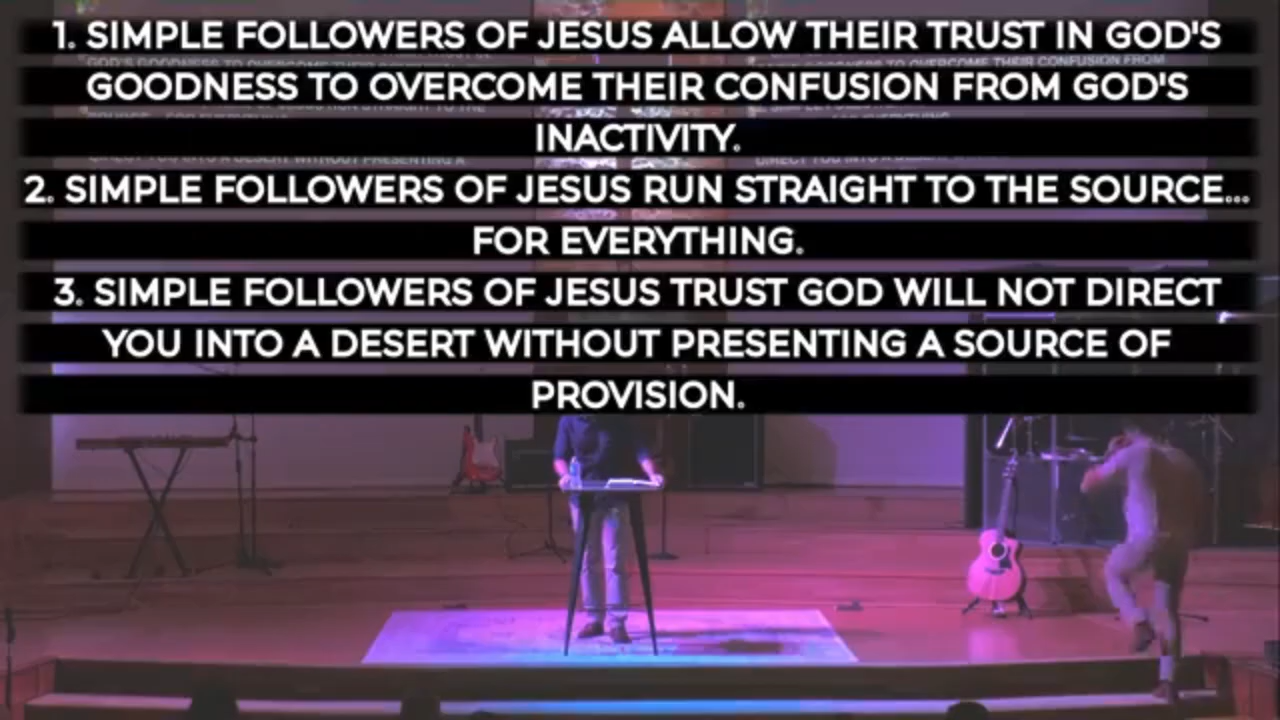 1. SIMPLE FOLLOWERS OF JESUS ALLOW THEIR TRUST IN GOD'S
GOODNESS TO OVERCOME THEIR CONFUSION FROM GOD'S
INACTIVITY.
2. SIMPLE FOLLOWERS OF JESUS RUN STRAIGHT TO THE SOURCE...
FOR EVERYTHING.
3. SIMPLE FOLLOWERS OF JESUS TRUST GOD WILL NOT DIRECT
YOU INTO A DESERT WITHOUT PRESENTING A SOURCE OF
PROVISION.